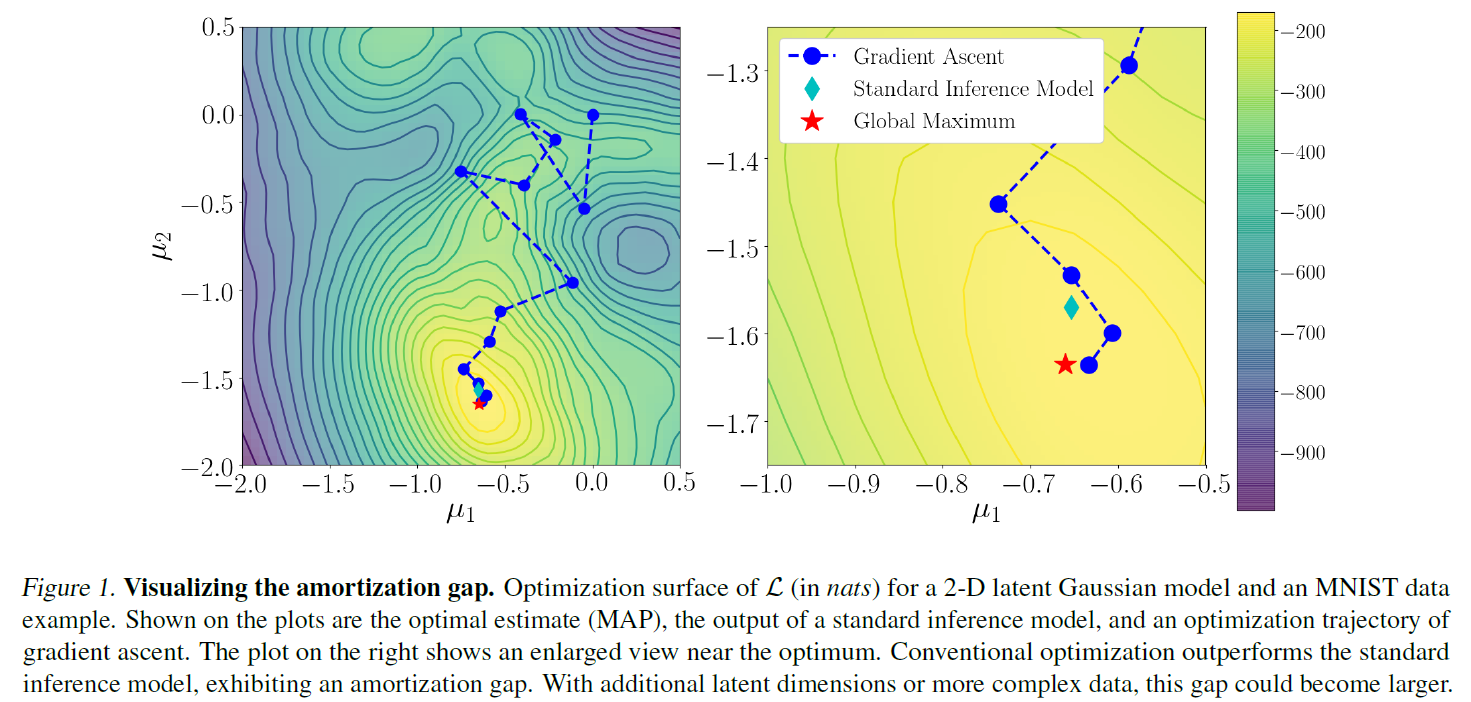 0.5
0.0
−0.5
−1.0
−1.5
−2.0
μ2
−2.0 −1.5 −1.0 −0.5 0.0 0.5
μ1
Gradient Ascent
Standard Inference Model
Global Maximum
−1.3
−1.4
−1.5
−1.6
−1.7
−1.0 −0.9 −0.8 −0.7 −0.6 −0.5
μ1
−200
−300
−400
−500
−600
−700
−800
−900
Figure 1. Visualizing the amortization gap. Optimization surface of ℒ (in nats) for a 2-D latent Gaussian model and an MNIST data
example. Shown on the plots are the optimal estimate (MAP), the output of a standard inference model, and an optimization trajectory of
gradient ascent. The plot on the right shows an enlarged view near the optimum. Conventional optimization outperforms the standard
inference model, exhibiting an amortization gap. With additional latent dimensions or more complex data, this gap could become larger.